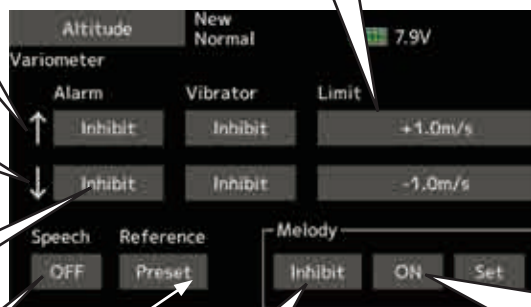 Altitude
New
Normal
7.9V
Variometer
Alarm Vibrator Limit
↑ Inhibit Inhibit +1.0m/s
↓ Inhibit Inhibit -1.0m/s
Speech Reference Melody
OFF Preset Inhibit ON Set